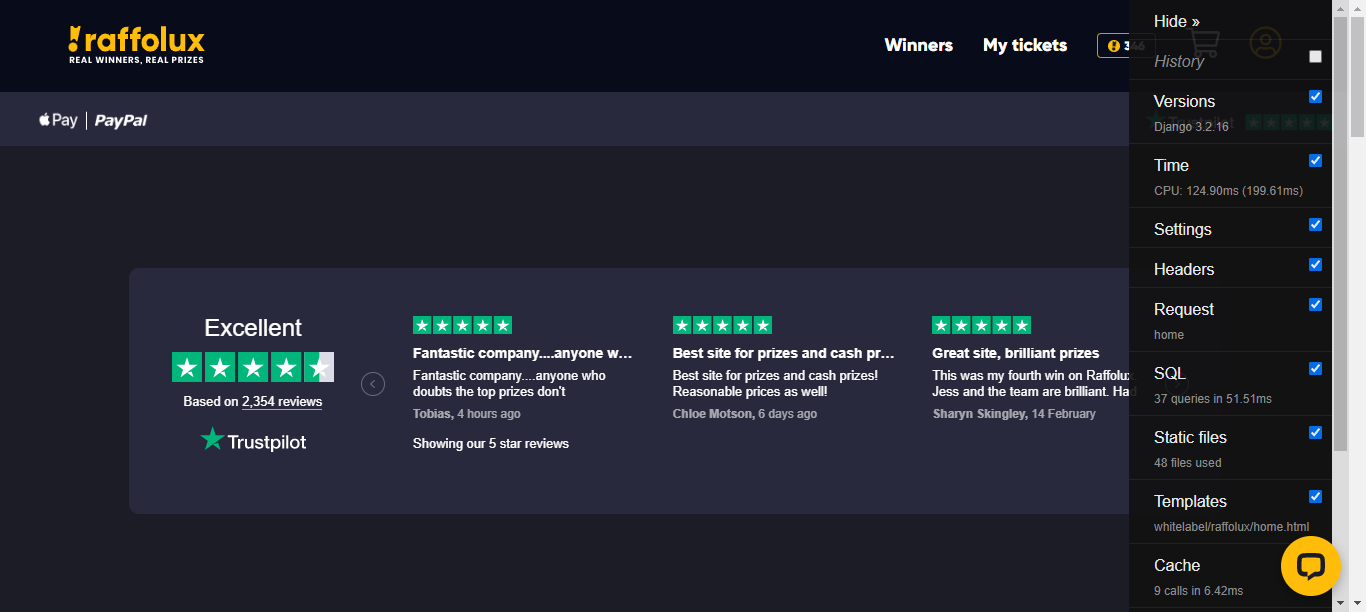 raffolux
REAL WINNERS, REAL PRIZES
Winners
My tickets
346
Pay | PayPal
Trustpilot
Excellent
Based on 2,354 reviews
Trustpilot
Fantastic company....anyone w...
Fantastic company....anyone who
doubts the top prizes don't
Tobias, 4 hours ago
Showing our 5 star reviews
Best site for prizes and cash pr...
Best site for prizes and cash prizes!
Reasonable prices as well!
Chloe Motson, 6 days ago
Great site, brilliant prizes
This was my fourth win on Raffolux.
Jess and the team are brilliant. Had
Sharyn Skingley, 14 February
Hide »
History
Versions
Django 3.2.16
Time
CPU: 124.90ms (199.61ms)
Settings
Headers
Request
home
SQL
37 queries in 51.51ms
Static files
48 files used
Templates
whitelabel/raffolux/home.html
Cache
9 calls in 6.42ms